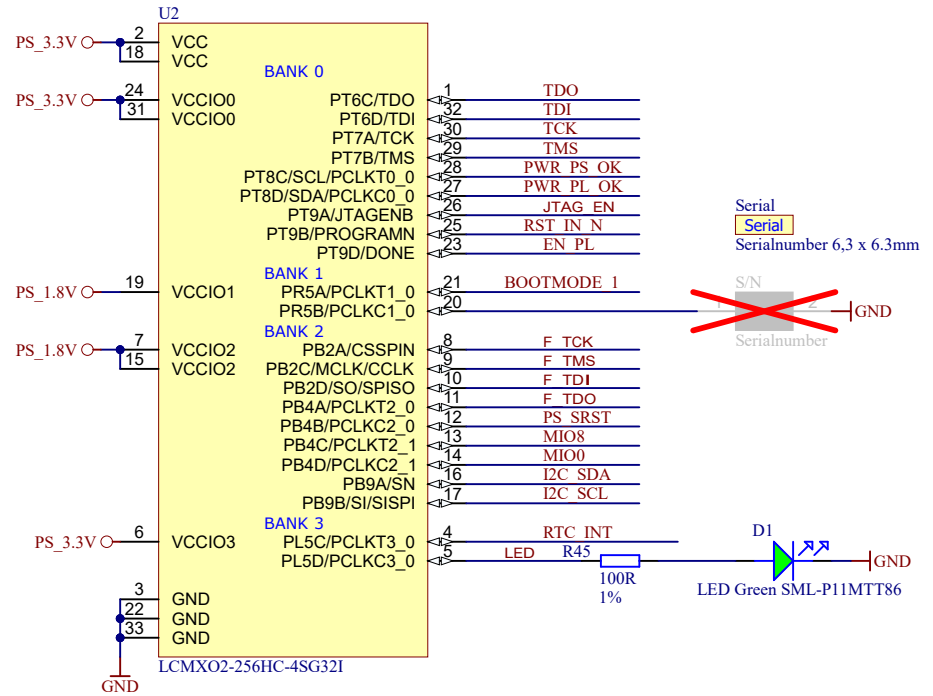 U2
PS_3.3V 2 VCC
18 VCC
BANK 0
PS_3.3V 24 VCCIO0
31 VCCIO0
PT6C/TDO 1 TDO
PT6D/TDI 32 TDI
PT7A/TCK 30 TCK
PT7B/TMS 29 TMS
PT8C/SCL/PCLKT0_0 28 PWR_PS_OK
PT8D/SDA/PCLKC0_0 27 PWR_PL_OK
PT9A/JTAGENB 26 JTAG_EN
PT9B/PROGRAMN 25 RST_IN_N
PT9D/DONE 23 EN_PL
Serial
Serial
Serialnumber 6,3 x 6.3mm
BANK 1
PS_1.8V 19 VCCIO1 PR5A/PCLKT1_0 21 BOOTMODE_1
PR5B/PCLKC1_0 20
S/N
1 2 GND
Serialnumber
BANK 2
PS_1.8V 7 VCCIO2
15 VCCIO2
PB2A/CSSPIN 8 F_TCK
PB2C/MCLK/CCLK 9 F_TMS
PB2D/SO/SPISO 10 F_TDI
PB4A/PCLKT2_0 11 F_TDO
PB4B/PCLKC2_0 12 PS_SRST
PB4C/PCLKT2_1 13 MIO8
PB4D/PCLKC2_1 14 MIO0
PB9A/SN 16 I2C_SDA
PB9B/SI/SISPI 17 I2C_SCL
BANK 3
PS_3.3V 6 VCCIO3 PL5C/PCLKT3_0 4 RTC_INT
PL5D/PCLKC3_0 5 LED R45
100R
1%
D1
GND
LED Green SML-P11MTT86
3 GND
22 GND
33 GND
GND
LCMXO2-256HC-4SG32I